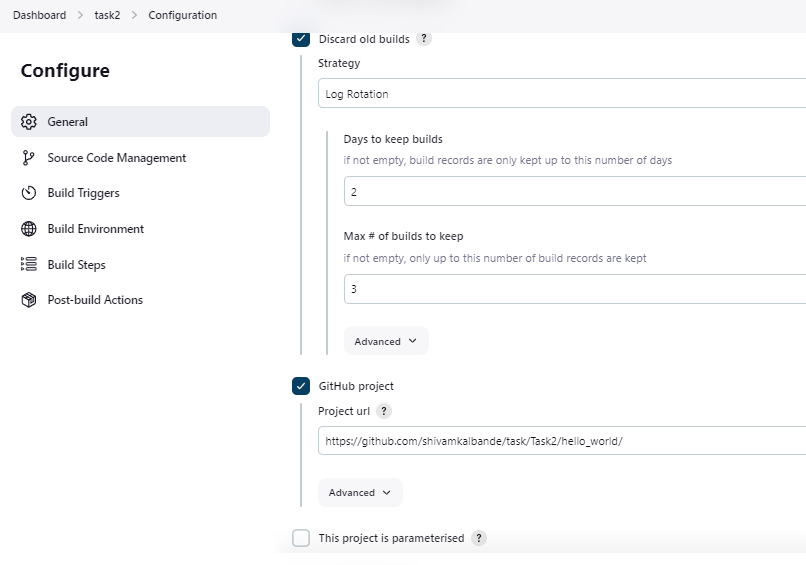 Dashboard > task2 > Configuration
Configure
General
Source Code Management
Build Triggers
Build Environment
Build Steps
Post-build Actions
Discard old builds ?
Strategy
Log Rotation
Days to keep builds
if not empty, build records are only kept up to this number of days
2
Max # of builds to keep
if not empty, only up to this number of build records are kept
3
Advanced
GitHub project
Project url ?
https://github.com/shivamkalbande/task/Task2/hello_world/
Advanced
This project is parameterised ?